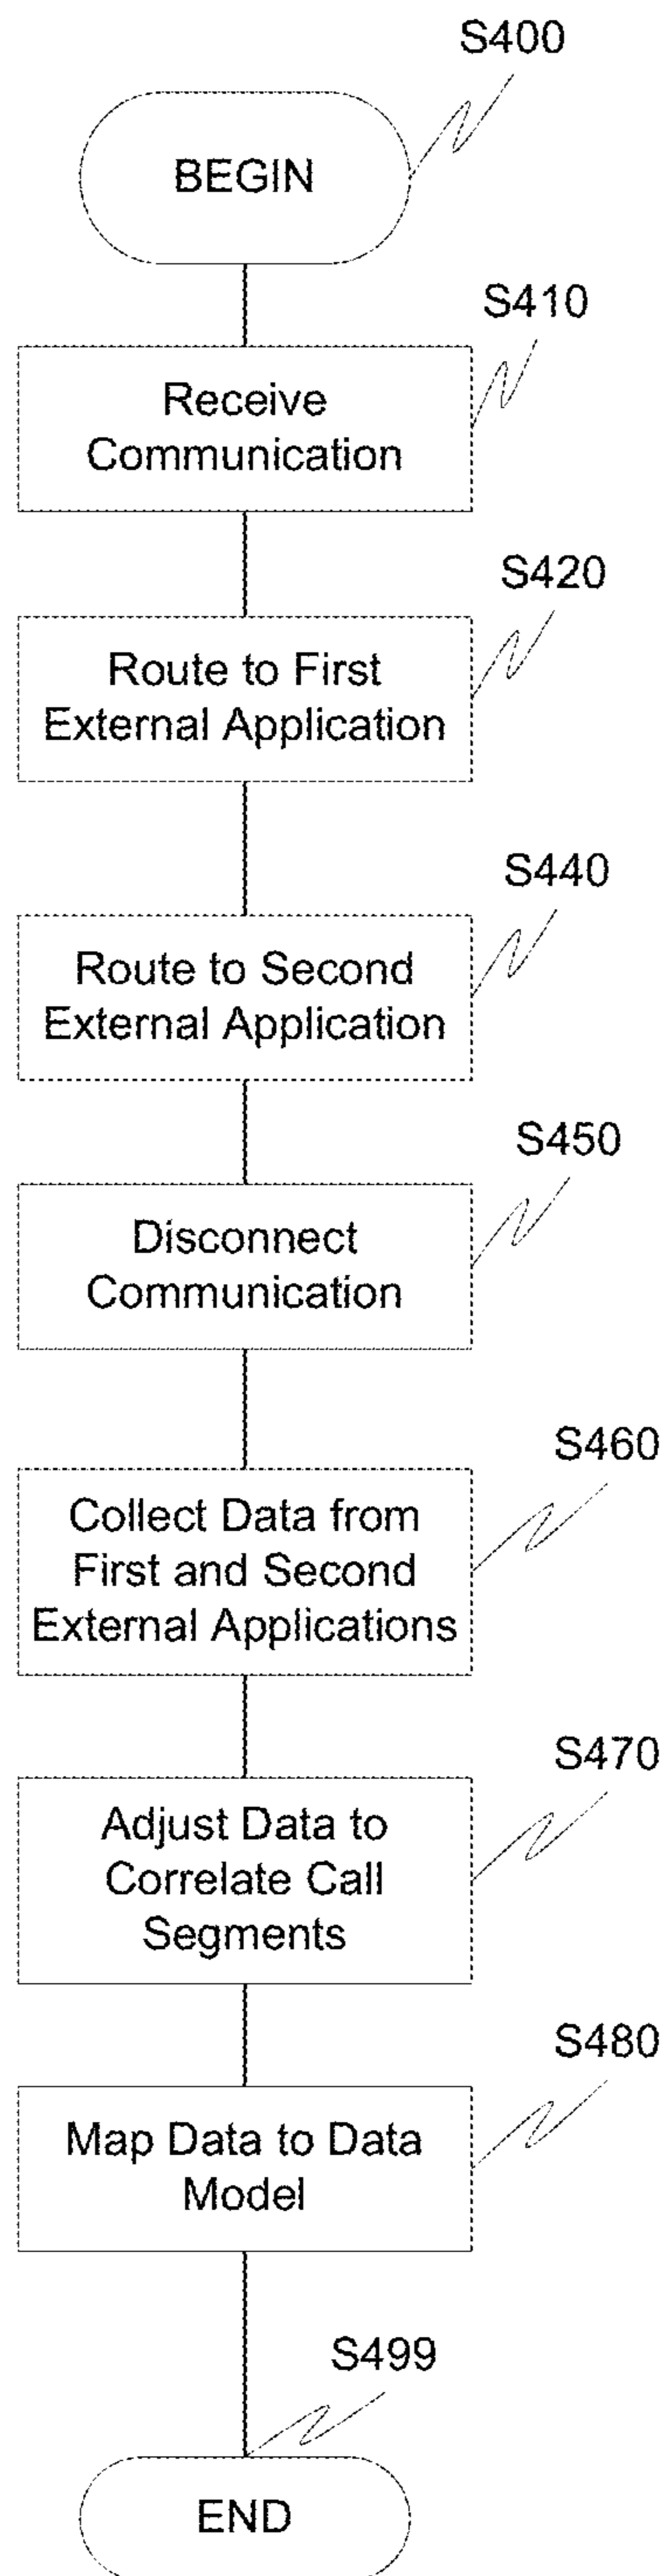 S400
BEGIN
S410
Receive
Communication
S420
Route to First
External Application
S440
Route to Second
External Application
S450
Disconnect
Communication
S460
Collect Data from
First and Second
External Applications
S470
Adjust Data to
Correlate Call
Segments
S480
Map Data to Data
Model
S499
END